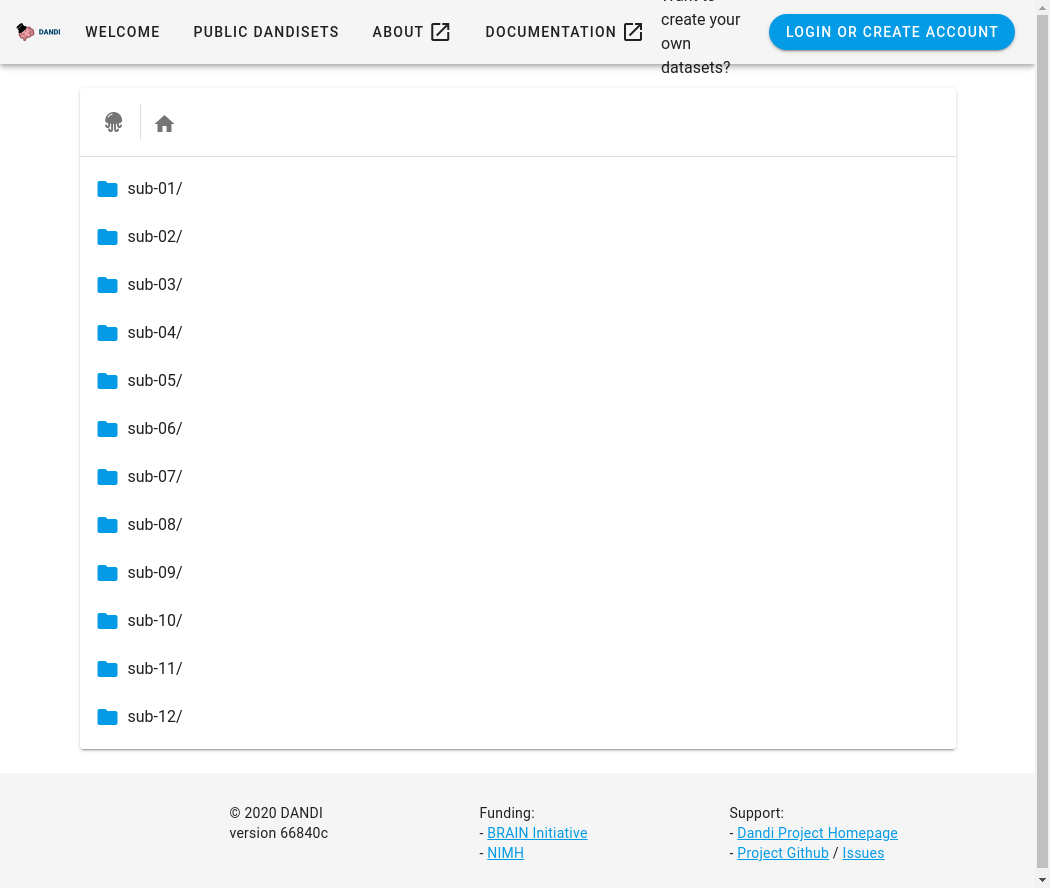 DANDI
WELCOME
PUBLIC DANDISETS
ABOUT
DOCUMENTATION
create your
own
datasets?
LOGIN OR CREATE ACCOUNT
sub-01/
sub-02/
sub-03/
sub-04/
sub-05/
sub-06/
sub-07/
sub-08/
sub-09/
sub-10/
sub-11/
sub-12/
© 2020 DANDI
version 66840c
Funding:
- BRAIN Initiative
- NIMH
Support:
- Dandi Project Homepage
- Project Github / Issues